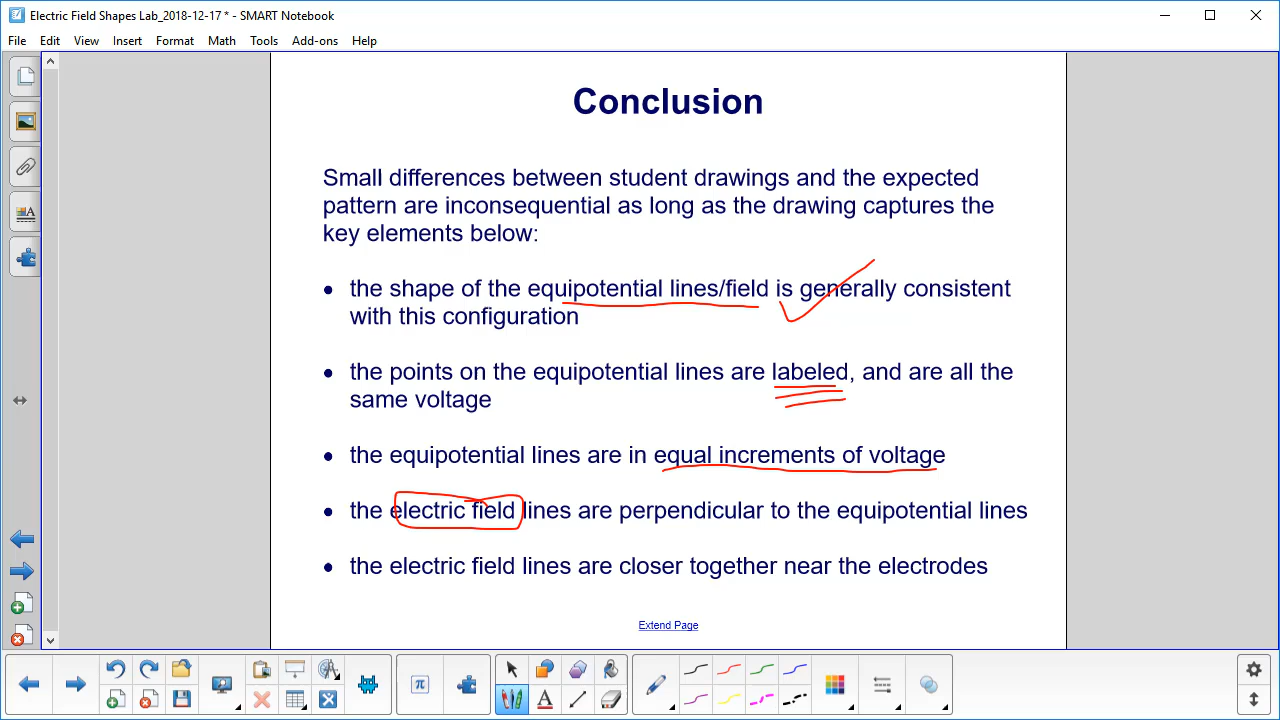 Electric Field Shapes Lab_2018-12-17 * - SMART Notebook
File Edit View Insert Format Math Tools Add-ons Help
Conclusion
Small differences between student drawings and the expected
pattern are inconsequential as long as the drawing captures the
key elements below:
• the shape of the equipotential lines/field is generally consistent
with this configuration
• the points on the equipotential lines are labeled, and are all the
same voltage
• the equipotential lines are in equal increments of voltage
• the electric field lines are perpendicular to the equipotential lines
• the electric field lines are closer together near the electrodes
Extend Page